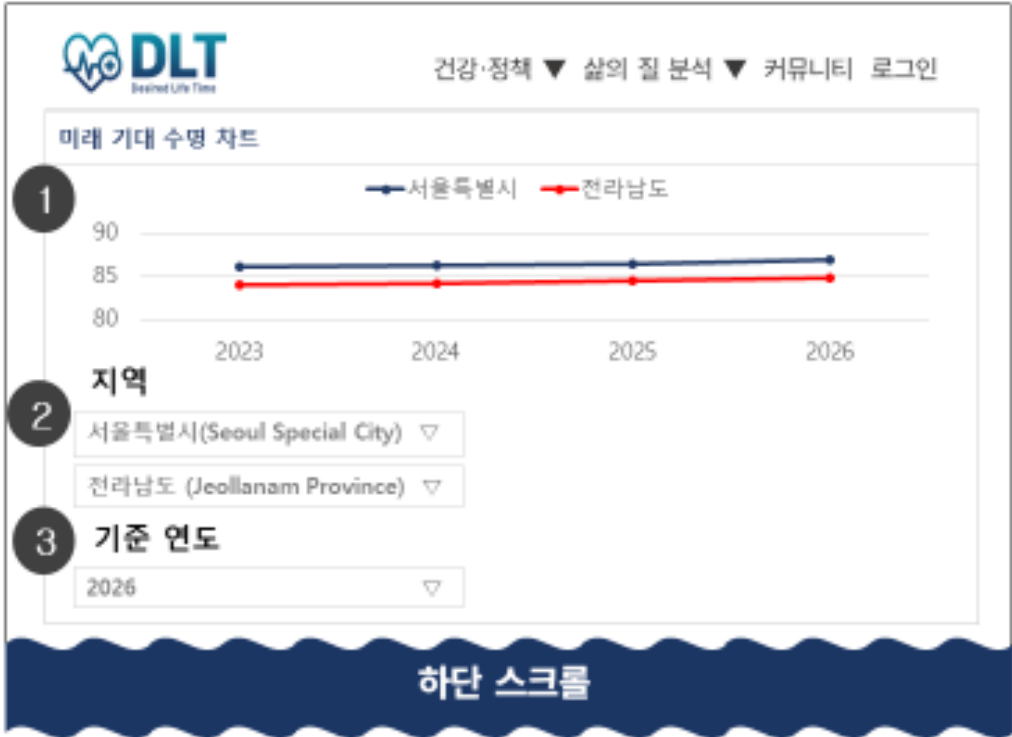 DLT
Desired Life Time
건강·정책 ▼ 삶의 질 분석 ▼ 커뮤니티 로그인
미래 기대 수명 차트
1
서울특별시 전라남도
90
85
80
2023 2024 2025 2026
지역
2
서울특별시(Seoul Special City) ▽
전라남도 (Jeollanam Province) ▽
3 기준 연도
2026 ▽
하단 스크롤